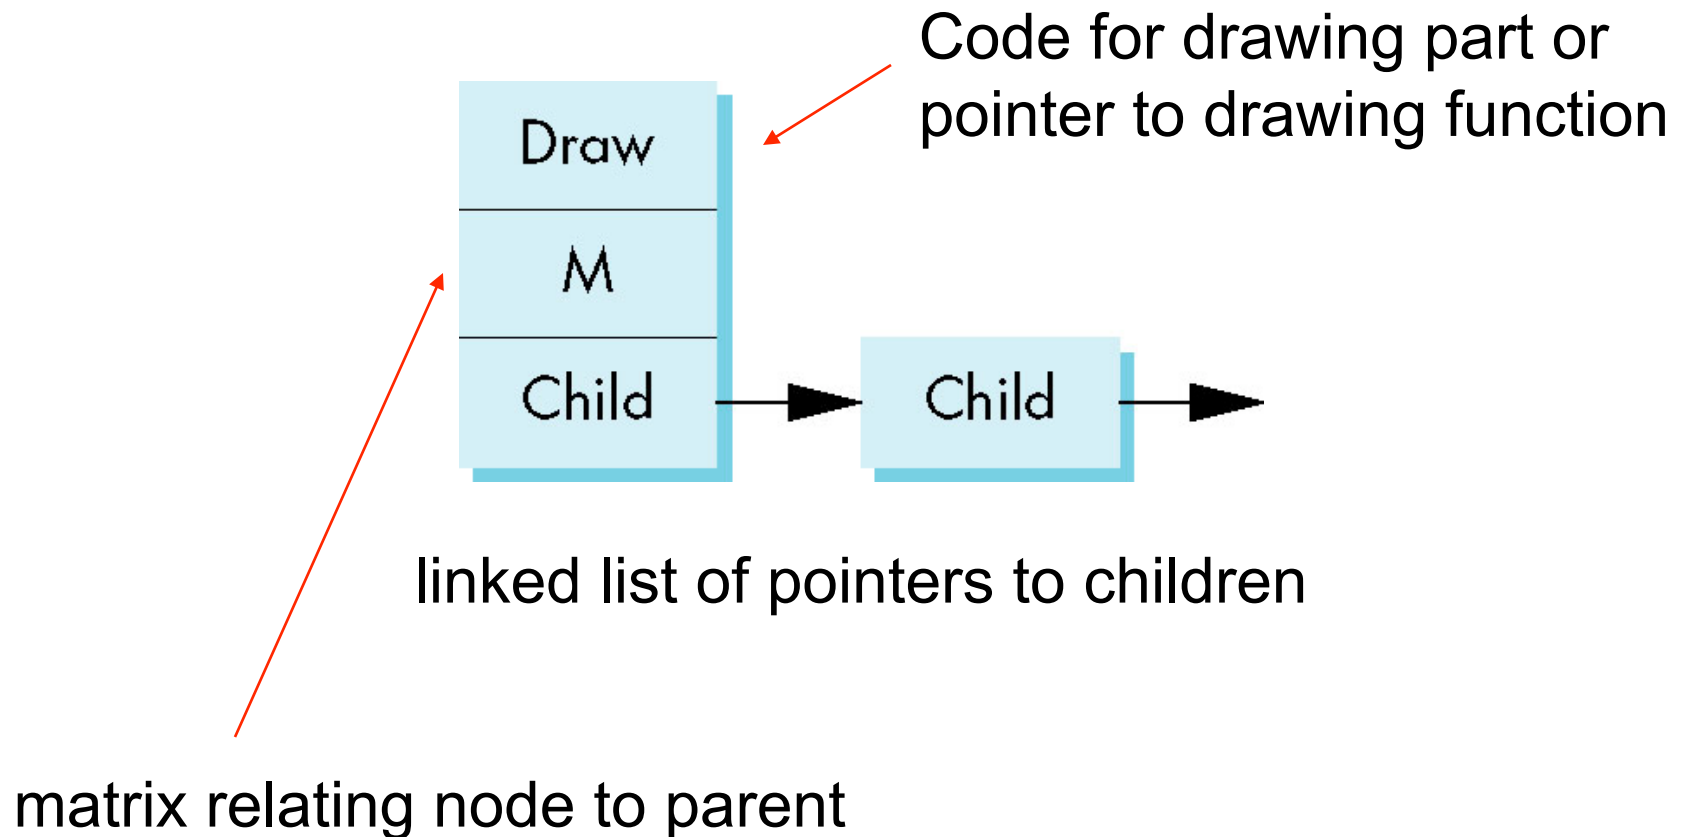 Code for drawing part or
pointer to drawing function
Draw
M
Child
Child
linked list of pointers to children
matrix relating node to parent